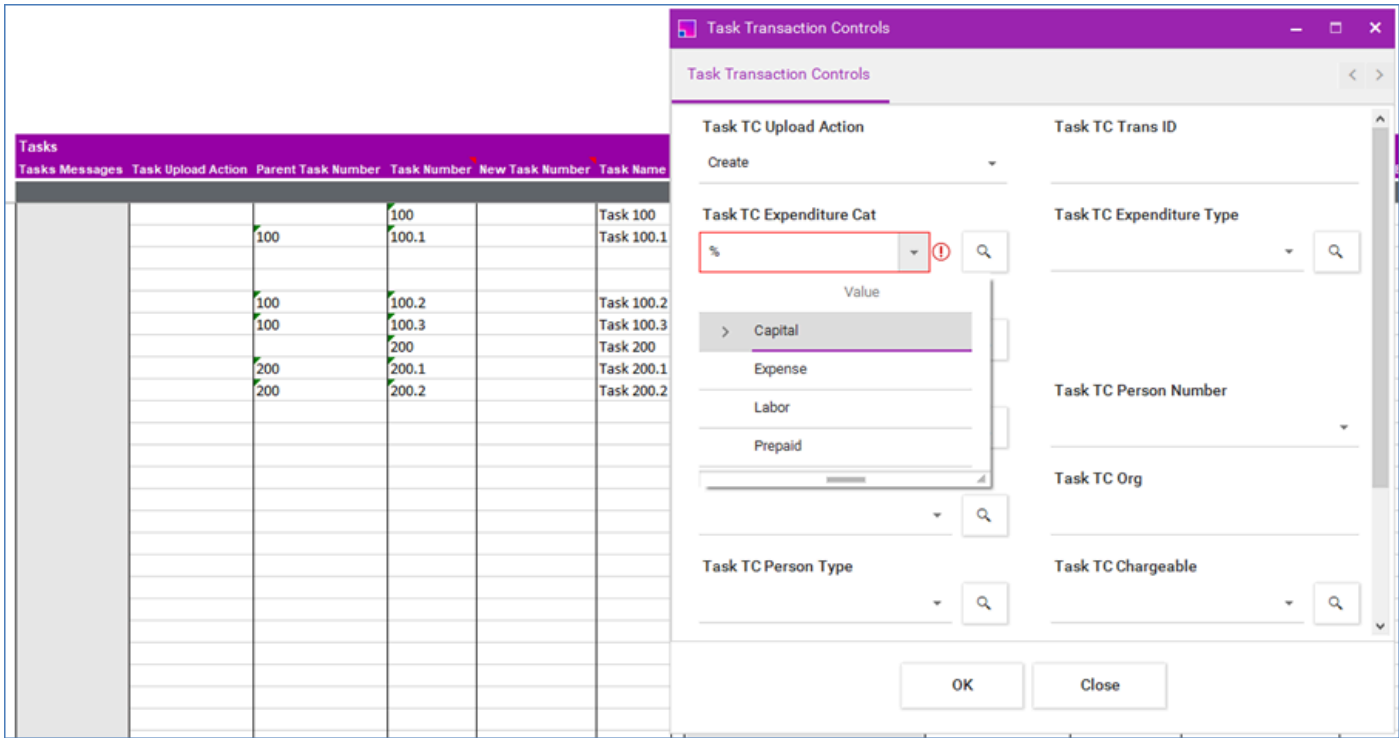 Task Transaction Controls
Task Transaction Controls
Tasks
Tasks Messages Task Upload Action Parent Task Number Task Number New Task Number Task Name
100 Task 100
100 100.1 Task 100.1
100 100.2 Task 100.2
100 100.3 Task 100.3
200 Task 200
200 200.1 Task 200.1
200 200.2 Task 200.2
Task TC Upload Action Task TC Trans ID
Create
Task TC Expenditure Cat Task TC Expenditure Type
%
Value
Capital
Expense
Labor
Prepaid
Task TC Person Number
Task TC Org
Task TC Person Type Task TC Chargeable
OK Close